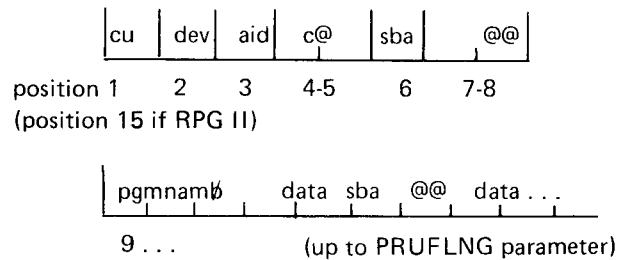 cu dev aid c@ sba @@
position 1 2 3 4-5 6 7-8
(position 15 if RPG II)
pgmnamb̸ data sba @@ data . . .
9 . . . (up to PRUFLNG parameter)